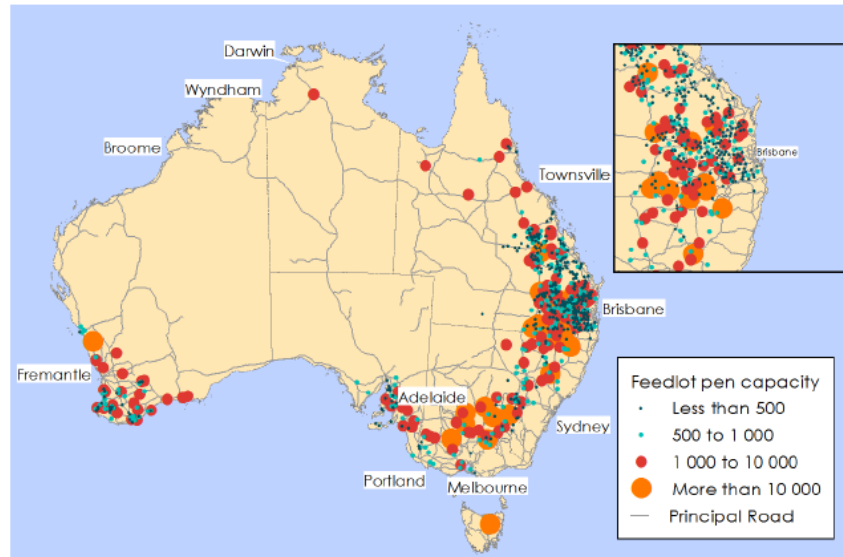 Darwin
Wyndham
Broome
Townsville
Brisbane
Brisbane
Fremantle
Adelaide
Sydney
Portland
Melbourne
Feedlot pen capacity
Less than 500
500 to 1 000
1 000 to 10 000
More than 10 000
Principal Road